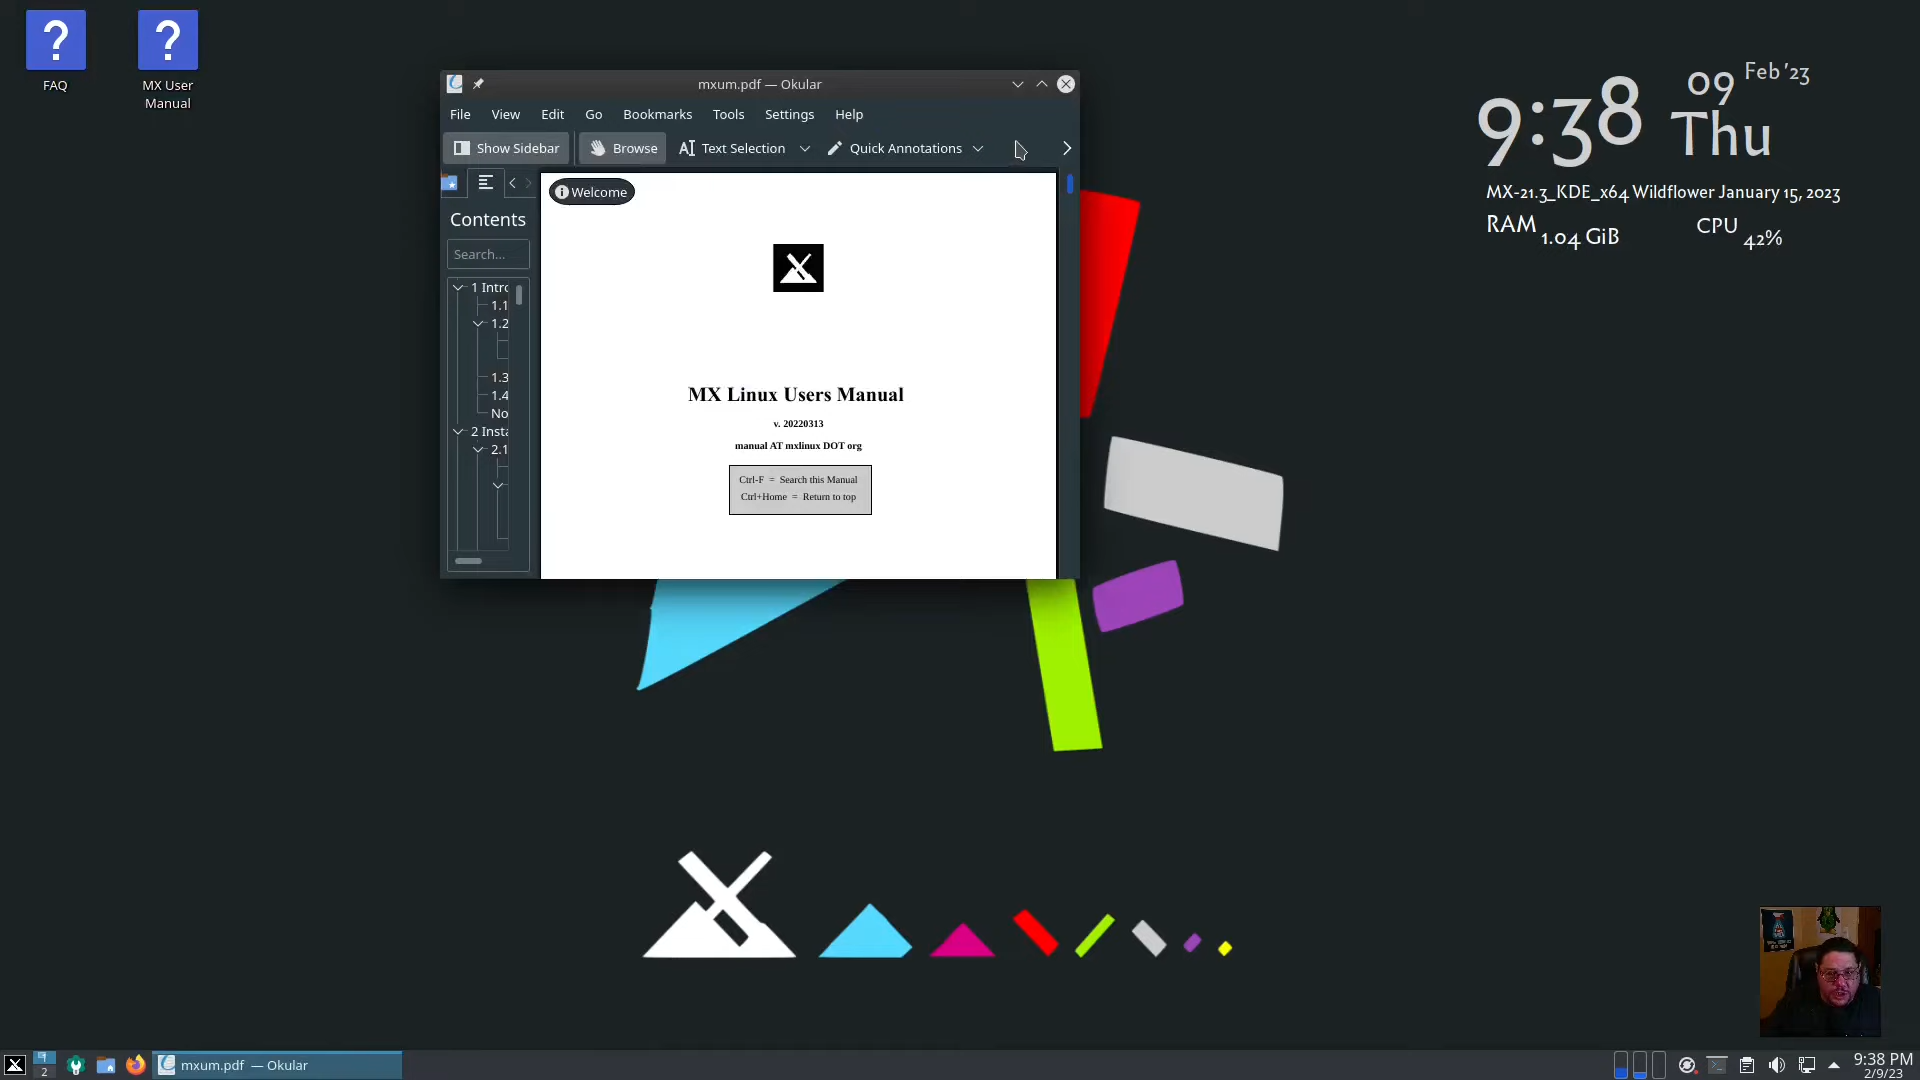 FAQ
MX User
Manual
mxum.pdf — Okular
File View Edit Go Bookmarks Tools Settings Help
Show Sidebar Browse Text Selection Quick Annotations
Contents
Search...
1 Intro
1.1
1.2
1.3
1.4
No
2 Insta
2.1
Welcome
MX Linux Users Manual
v. 20220313
manual AT mxlinux DOT org
Ctrl-F = Search this Manual
Ctrl+Home = Return to top
9:38 09 Feb '23
Thu
MX-21.3_KDE_x64 Wildflower January 15, 2023
RAM 1.04 GiB CPU 42%
2
mxum.pdf — Okular
9:38 PM
2/9/23